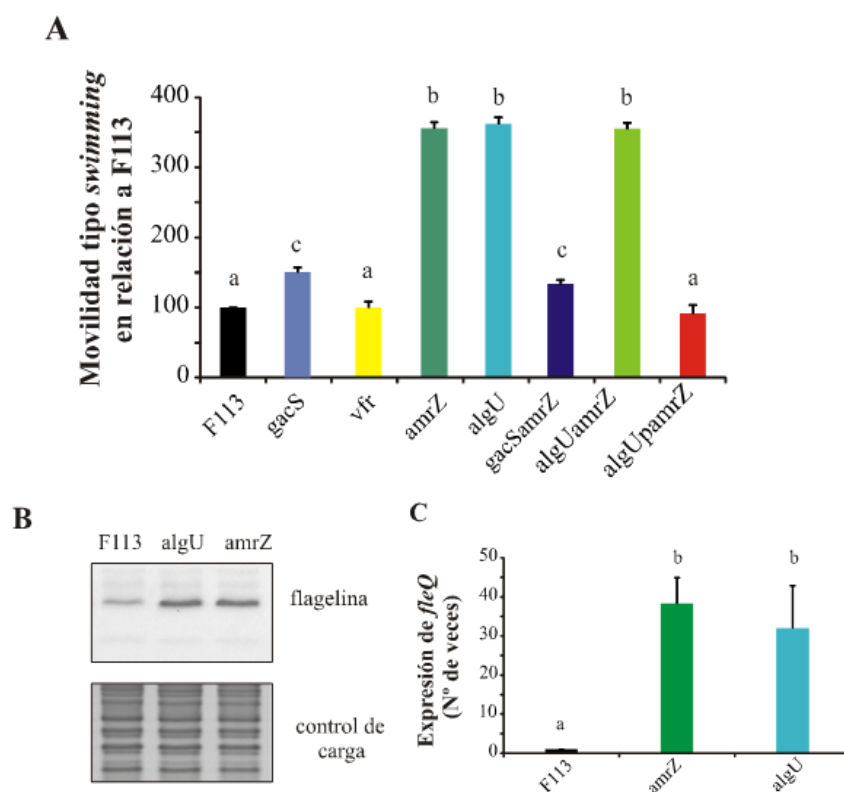 A
Movilidad tipo swimming
en relación a F113
400
300
200
100
0
a
c
a
b
b
c
b
a
F113
gacS
vfr
amrZ
algU
gacSamrZ
algUamrZ
algUpamrZ
B
F113 algU amrZ
flagelina
control de
carga
C
Expresión de fleQ
(Nº de veces)
50
40
30
20
10
0
a
b
b
F113
amrZ
algU